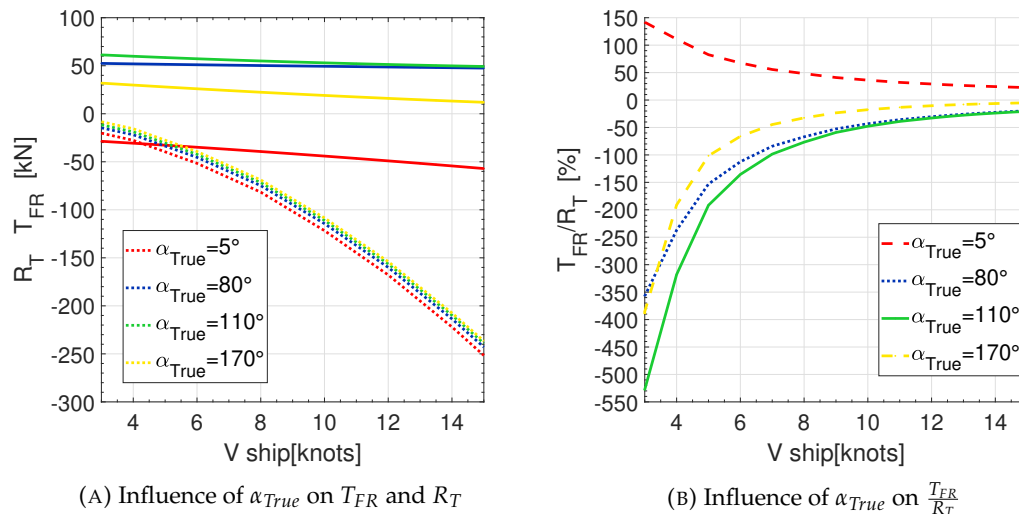 100
50
0
-50
-100
-150
-200
-250
-300
R_T T_FR [kN]
α_True=5°
α_True=80°
α_True=110°
α_True=170°
4 6 8 10 12 14
V ship[knots]
(A) Influence of α_True on T_FR and R_T
150
100
50
0
-50
-100
-150
-200
-250
-300
-350
-400
-450
-500
-550
T_FR/R_T [%]
α_True=5°
α_True=80°
α_True=110°
α_True=170°
4 6 8 10 12 14
V ship[knots]
(B) Influence of α_True on T_FR/R_T